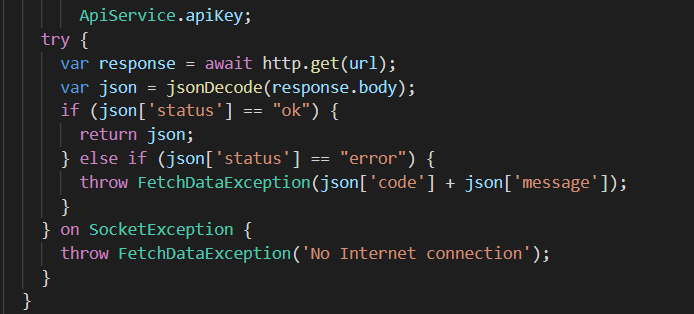 ApiService.apiKey;
try {
var response = await http.get(url);
var json = jsonDecode(response.body);
if (json['status'] == "ok") {
return json;
} else if (json['status'] == "error") {
throw FetchDataException(json['code'] + json['message']);
}
} on SocketException {
throw FetchDataException('No Internet connection');
}
}